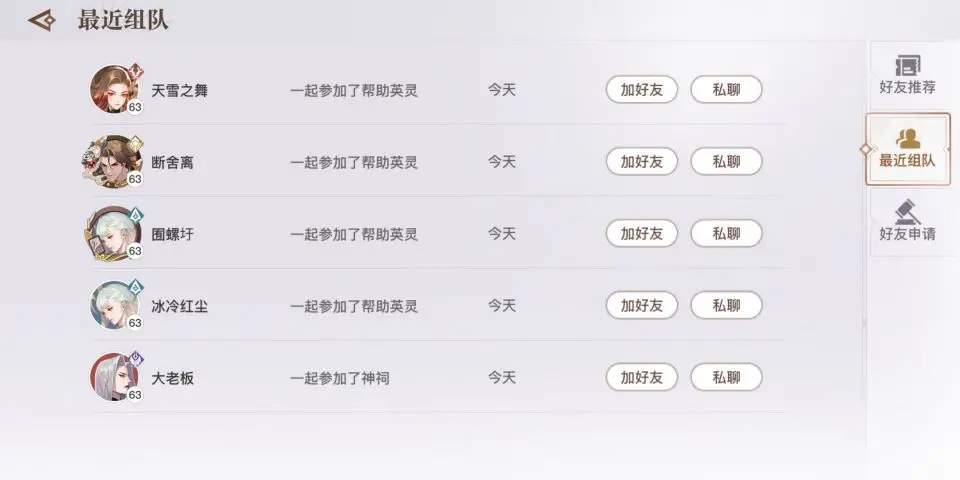 最近组队
63
天雪之舞
一起参加了帮助英灵
今天
加好友
私聊
63
断舍离
一起参加了帮助英灵
今天
加好友
私聊
63
囿螺圩
一起参加了帮助英灵
今天
加好友
私聊
63
冰冷红尘
一起参加了帮助英灵
今天
加好友
私聊
63
大老板
一起参加了神祠
今天
加好友
私聊
好友推荐
最近组队
好友申请